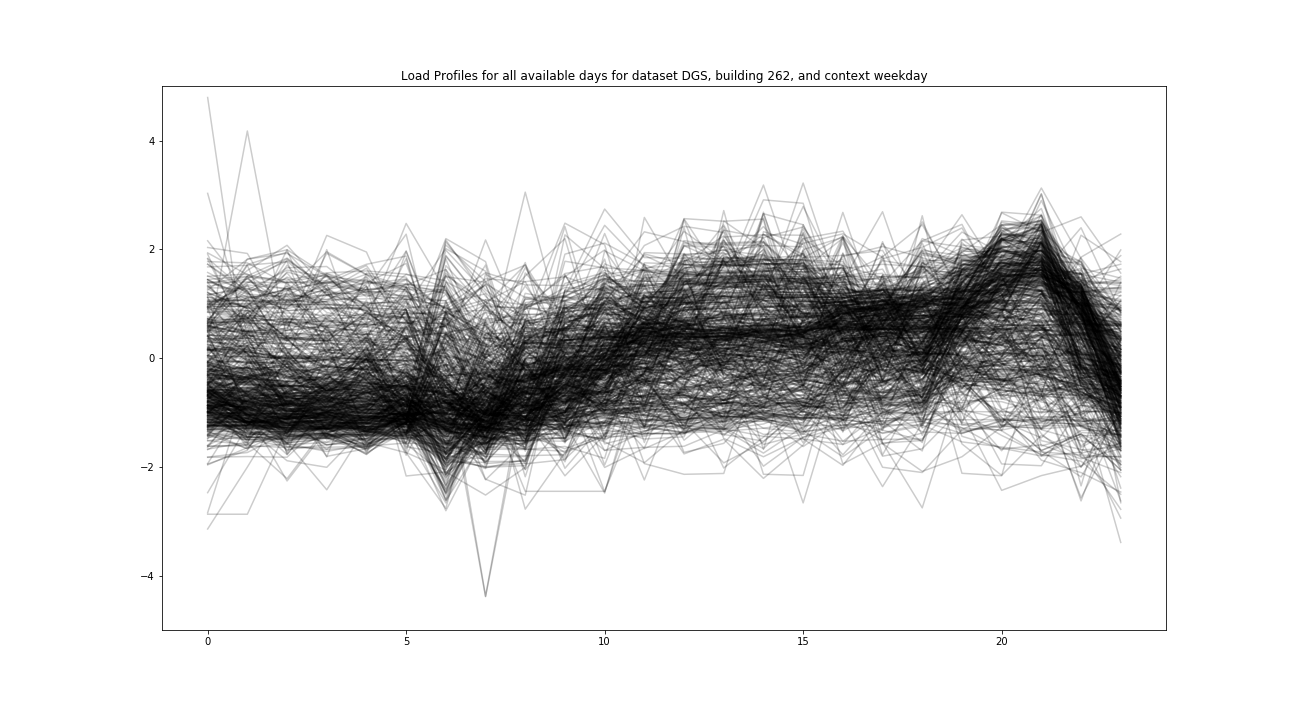 Load Profiles for all available days for dataset DGS, building 262, and context weekday
4
2
0
−2
−4
0 5 10 15 20